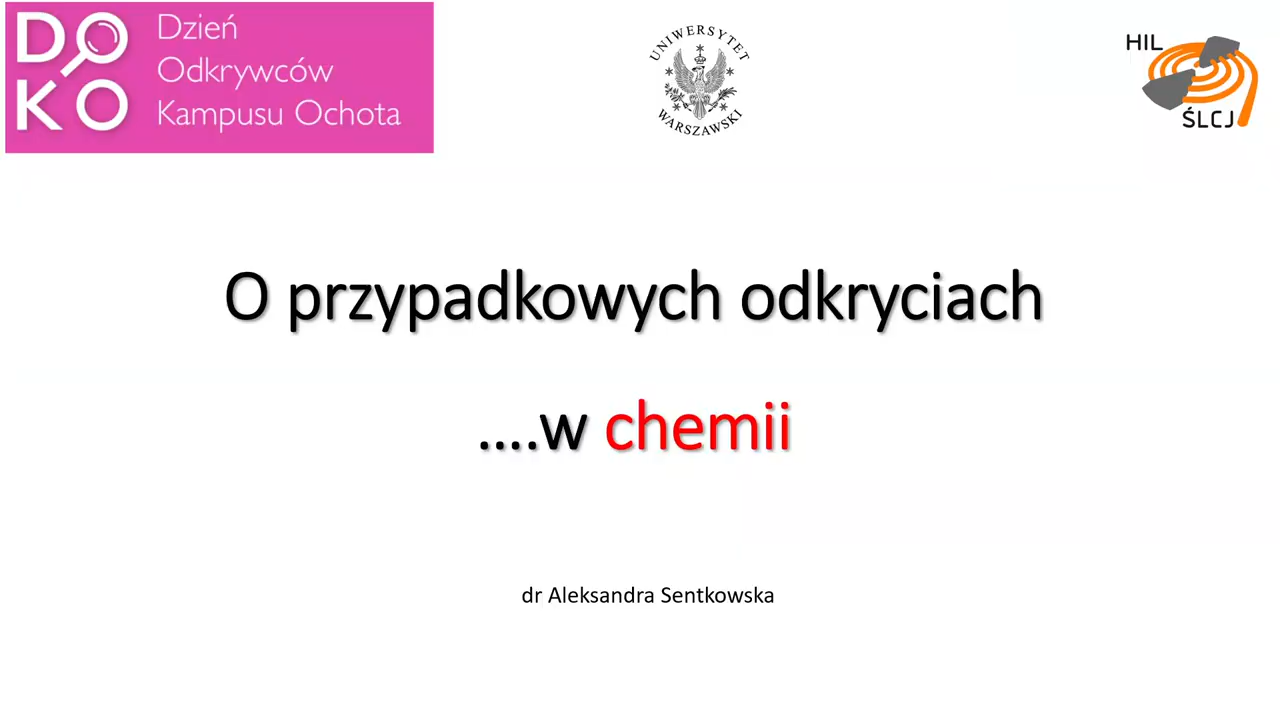 DO
KO
Dzień
Odkrywców
Kampusu Ochota
UNIWERSYTET
WARSZAWSKI
HIL
ŚLCJ
O przypadkowych odkryciach
....w chemii
dr Aleksandra Sentkowska